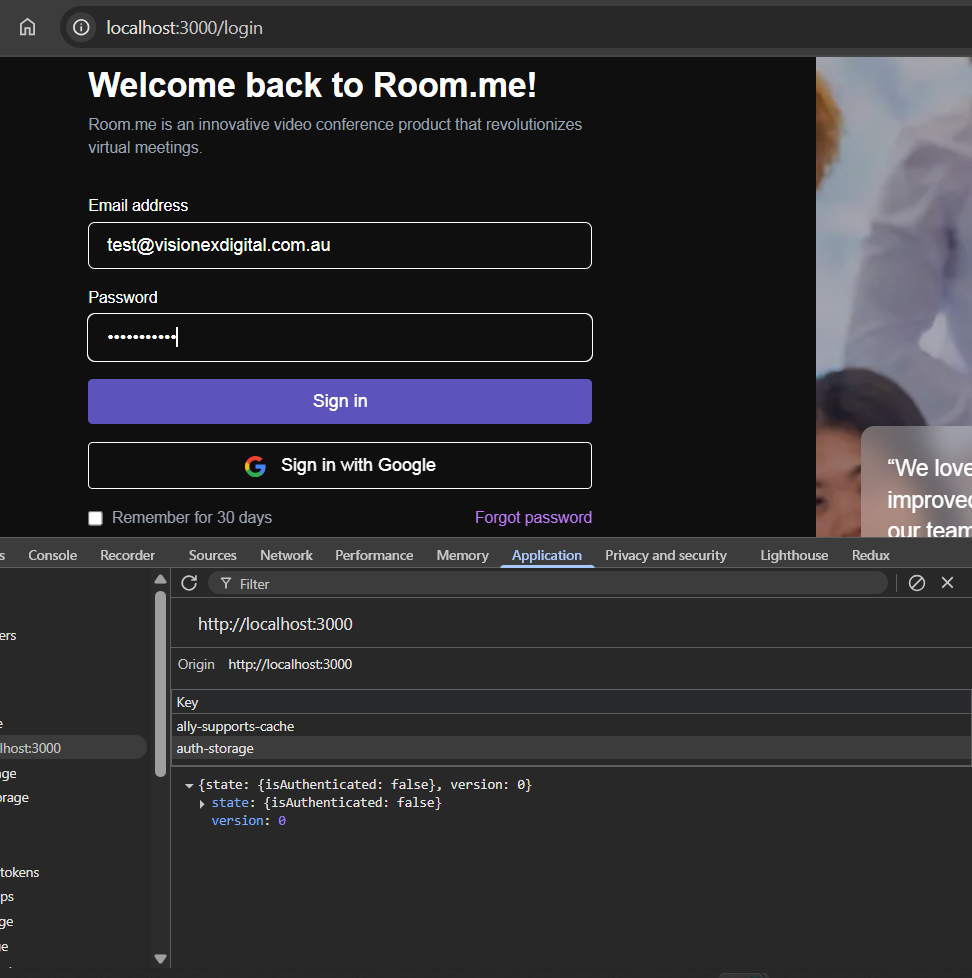 localhost:3000/login
Welcome back to Room.me!
Room.me is an innovative video conference product that revolutionizes
virtual meetings.
Email address
test@visionexdigital.com.au
Password
•••••••••••
Sign in
Sign in with Google
Remember for 30 days
Forgot password
“We love
improved
our team
s Console Recorder Sources Network Performance Memory Application Privacy and security Lighthouse Redux
Filter
ers
e
lhost:3000
ge
orage
tokens
ps
ge
e
http://localhost:3000
Origin http://localhost:3000
Key
ally-supports-cache
auth-storage
{state: {isAuthenticated: false}, version: 0}
state: {isAuthenticated: false}
version: 0